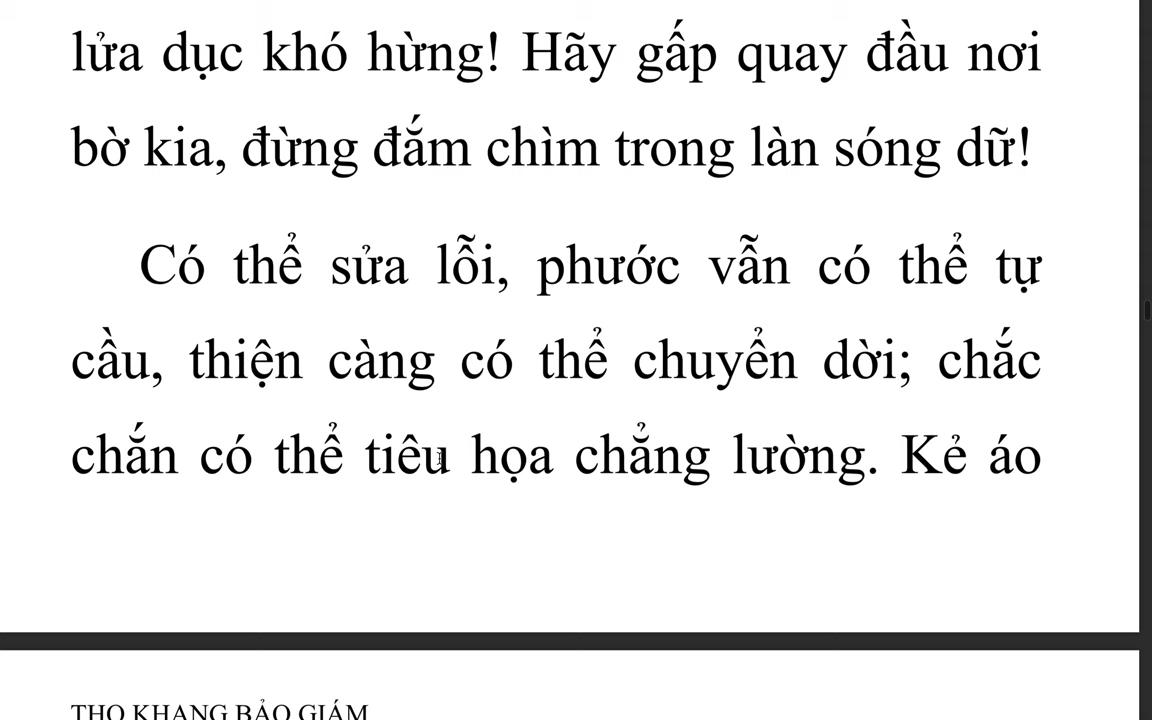 lửa dục khó hừng! Hãy gấp quay đầu nơi
bờ kia, đừng đắm chìm trong làn sóng dữ!
Có thể sửa lỗi, phước vẫn có thể tự
cầu, thiện càng có thể chuyển dời; chắc
chắn có thể tiêu họa chẳng lường. Kẻ áo
THỌ KHANG BẢO GIÁM